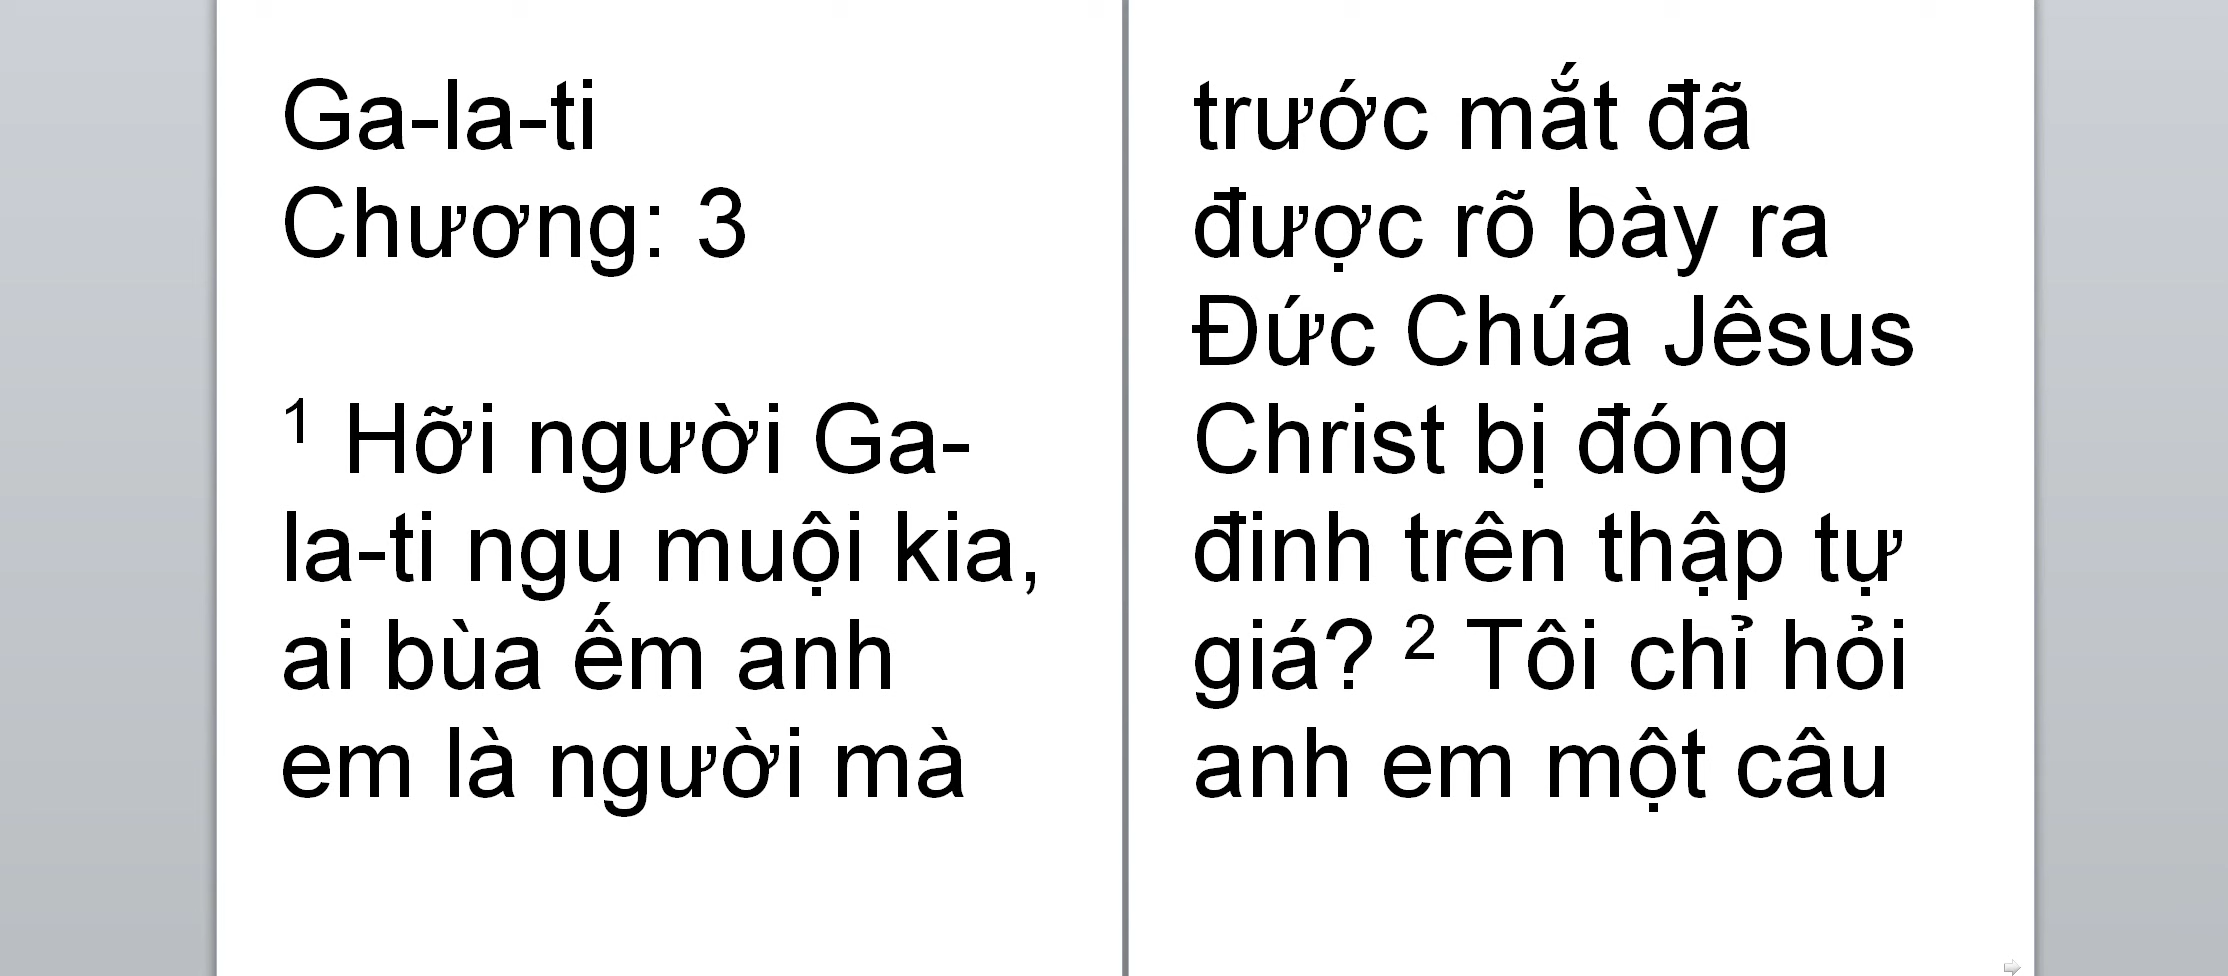 Ga-la-ti
Chương: 3
1 Hỡi người Ga-
la-ti ngu muội kia,
ai bùa ếm anh
em là người mà
trước mắt đã
được rõ bày ra
Đức Chúa Jêsus
Christ bị đóng
đinh trên thập tự
giá? 2 Tôi chỉ hỏi
anh em một câu